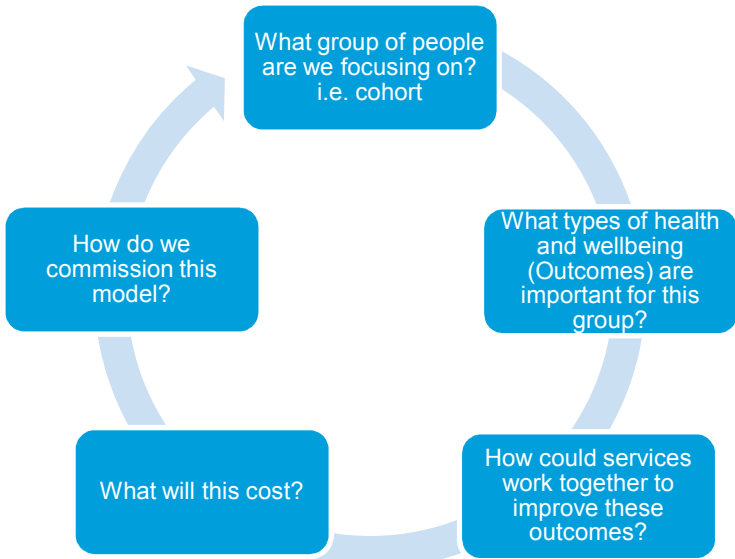 What group of people
are we focusing on?
i.e. cohort
What types of health
and wellbeing
(Outcomes) are
important for this
group?
How could services
work together to
improve these
outcomes?
What will this cost?
How do we
commission this
model?